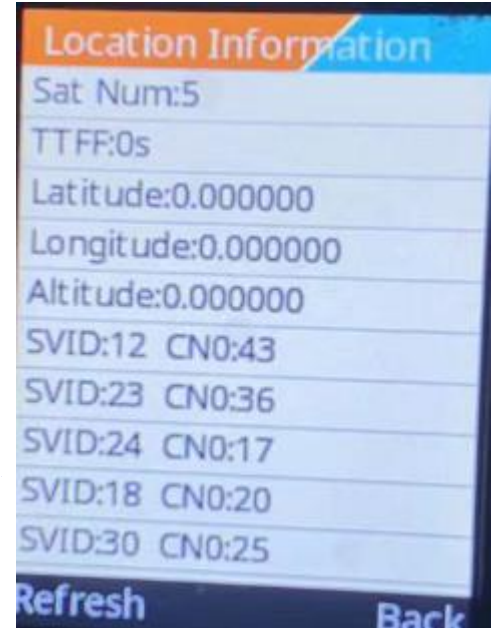 Location Information
Sat Num:5
TTFF:0s
Latitude:0.000000
Longitude:0.000000
Altitude:0.000000
SVID:12 CN0:43
SVID:23 CN0:36
SVID:24 CN0:17
SVID:18 CN0:20
SVID:30 CN0:25
Refresh Back